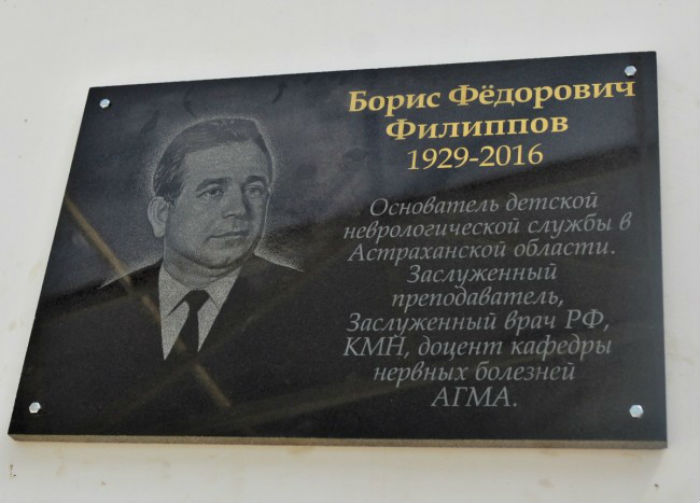 Борис Фёдорович
Филиппов
1929-2016
Основатель детской
неврологической службы в
Астраханской области.
Заслуженный
преподаватель,
Заслуженный врач РФ,
КМН, доцент кафедры
нервных болезней
АГМА.